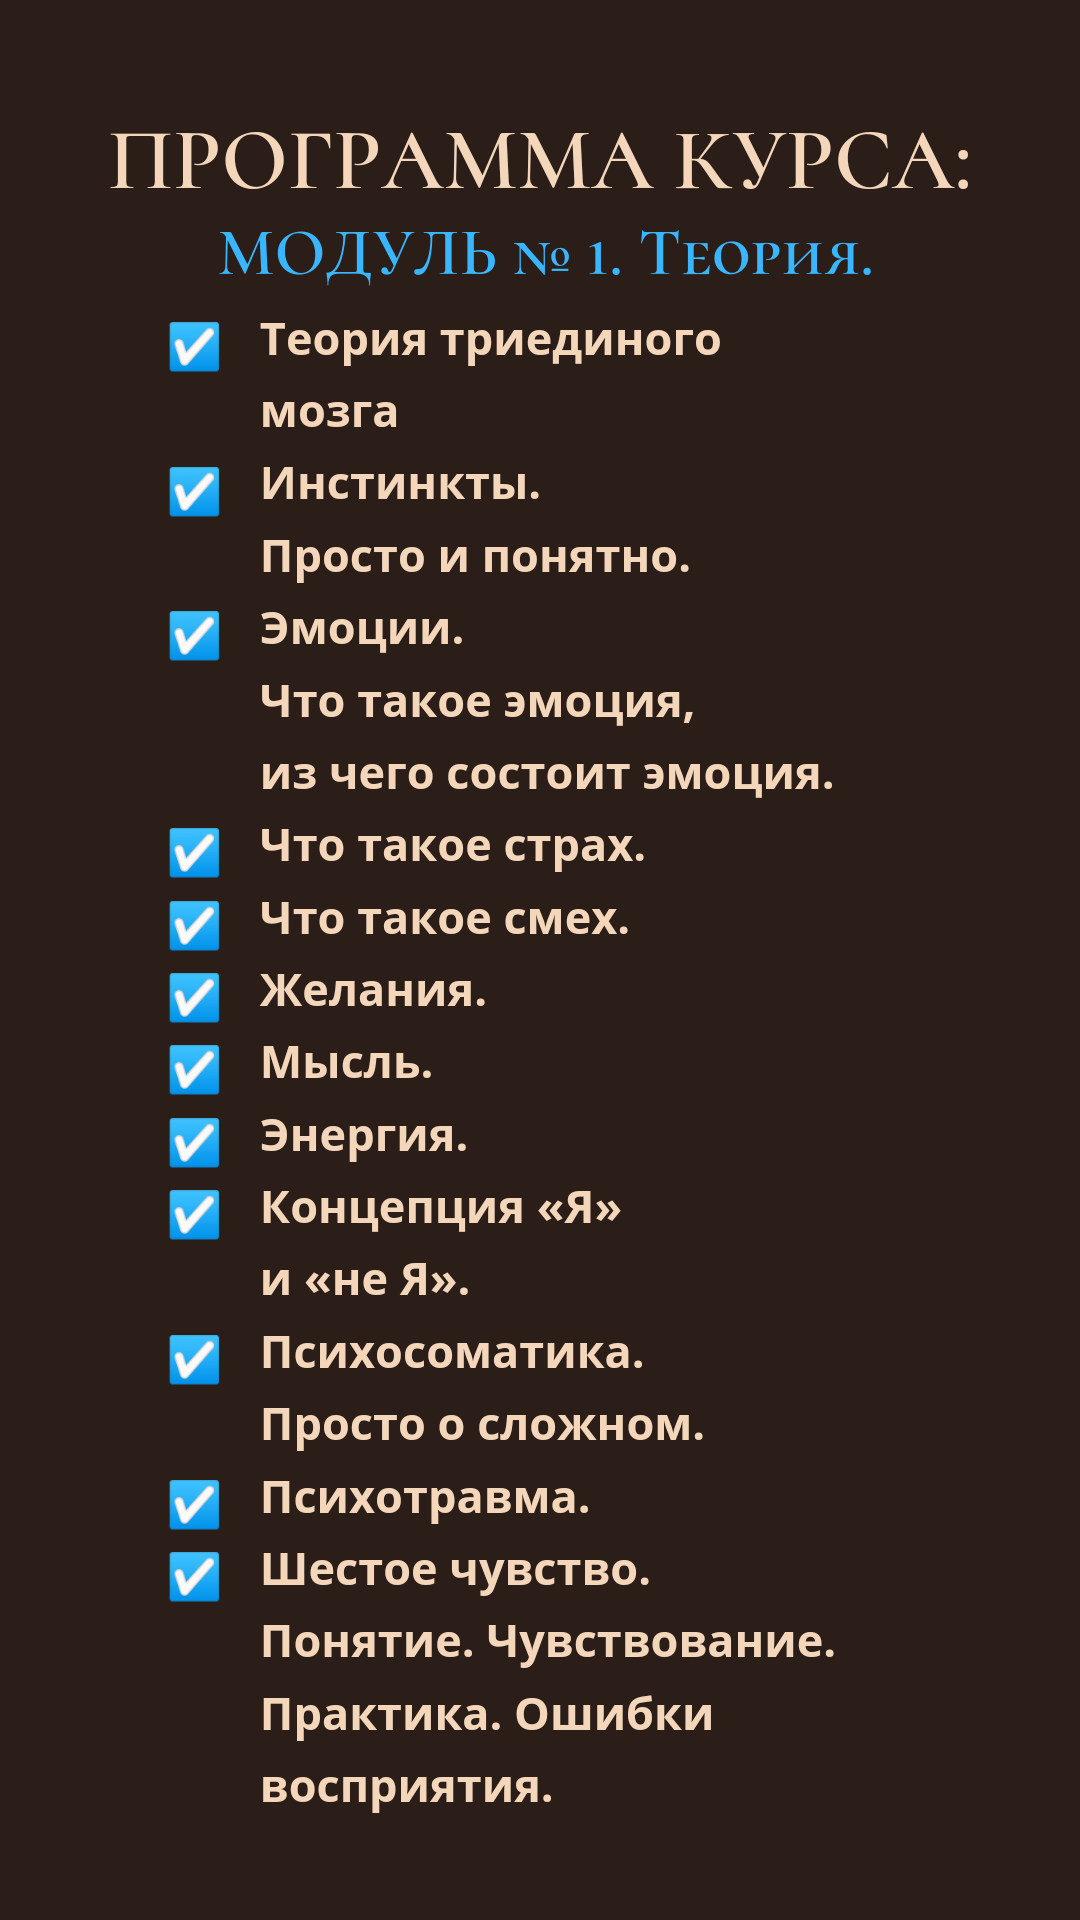 ПРОГРАММА КУРСА:
МОДУЛЬ № 1. Теория.
Теория триединого
мозга
Инстинкты.
Просто и понятно.
Эмоции.
Что такое эмоция,
из чего состоит эмоция.
Что такое страх.
Что такое смех.
Желания.
Мысль.
Энергия.
Концепция «Я»
и «не Я».
Психосоматика.
Просто о сложном.
Психотравма.
Шестое чувство.
Понятие. Чувствование.
Практика. Ошибки
восприятия.